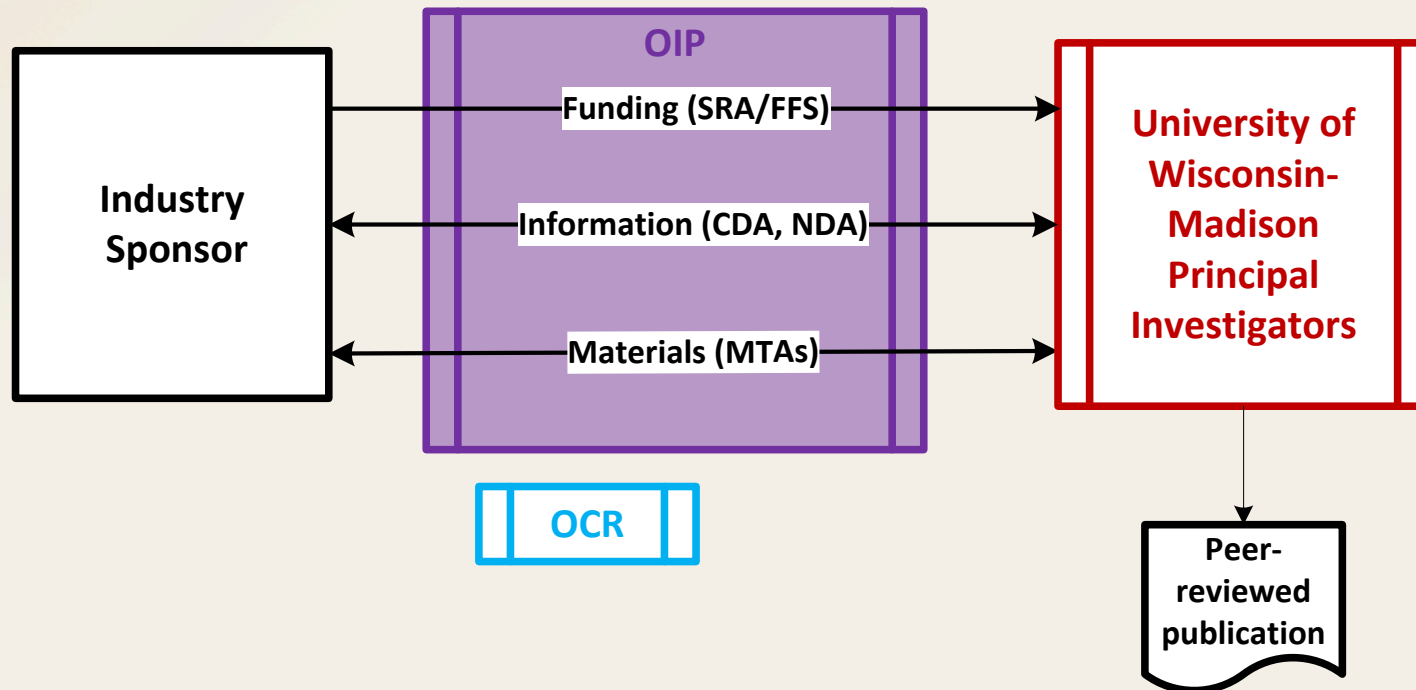 OIP
Funding (SRA/FFS)
Information (CDA, NDA)
Materials (MTAs)
Industry
Sponsor
University of
Wisconsin-
Madison
Principal
Investigators
OCR
Peer-
reviewed
publication